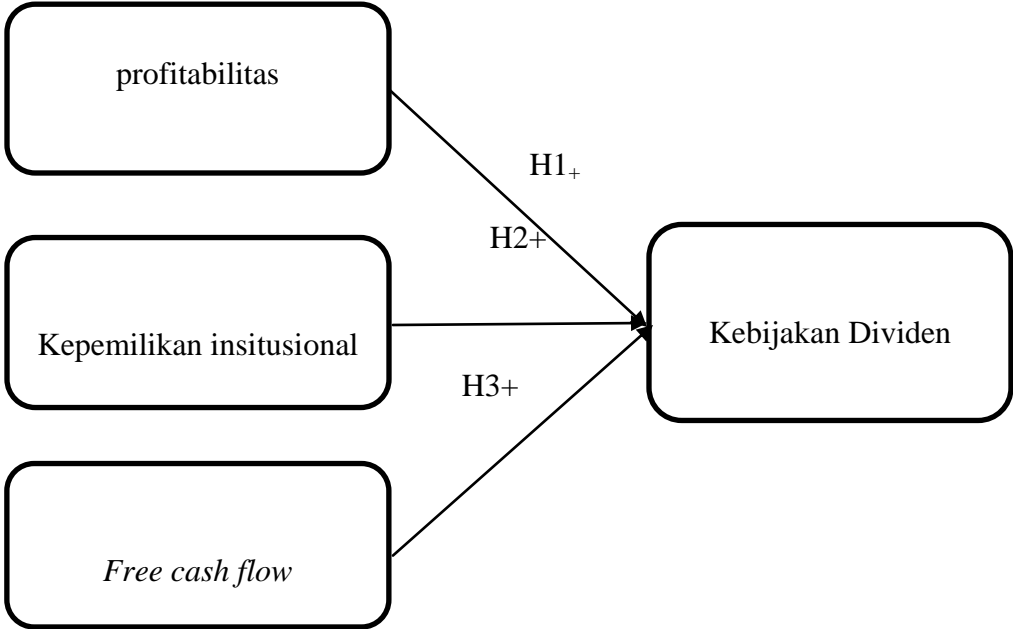 profitabilitas
H1+
H2+
Kepemilikan insitusional
Kebijakan Dividen
H3+
Free cash flow